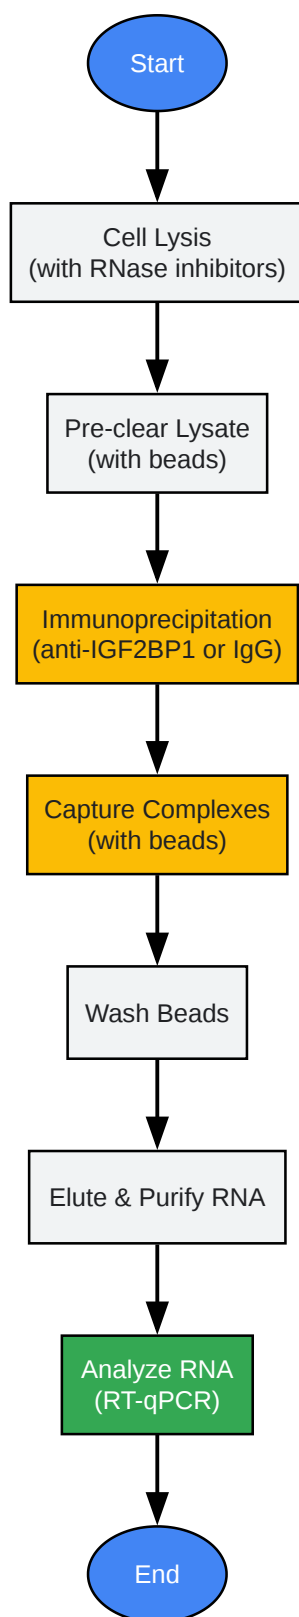 Start
Cell Lysis
(with RNase inhibitors)
Pre-clear Lysate
(with beads)
Immunoprecipitation
(anti-IGF2BP1 or IgG)
Capture Complexes
(with beads)
Wash Beads
Elute & Purify RNA
Analyze RNA
(RT-qPCR)
End